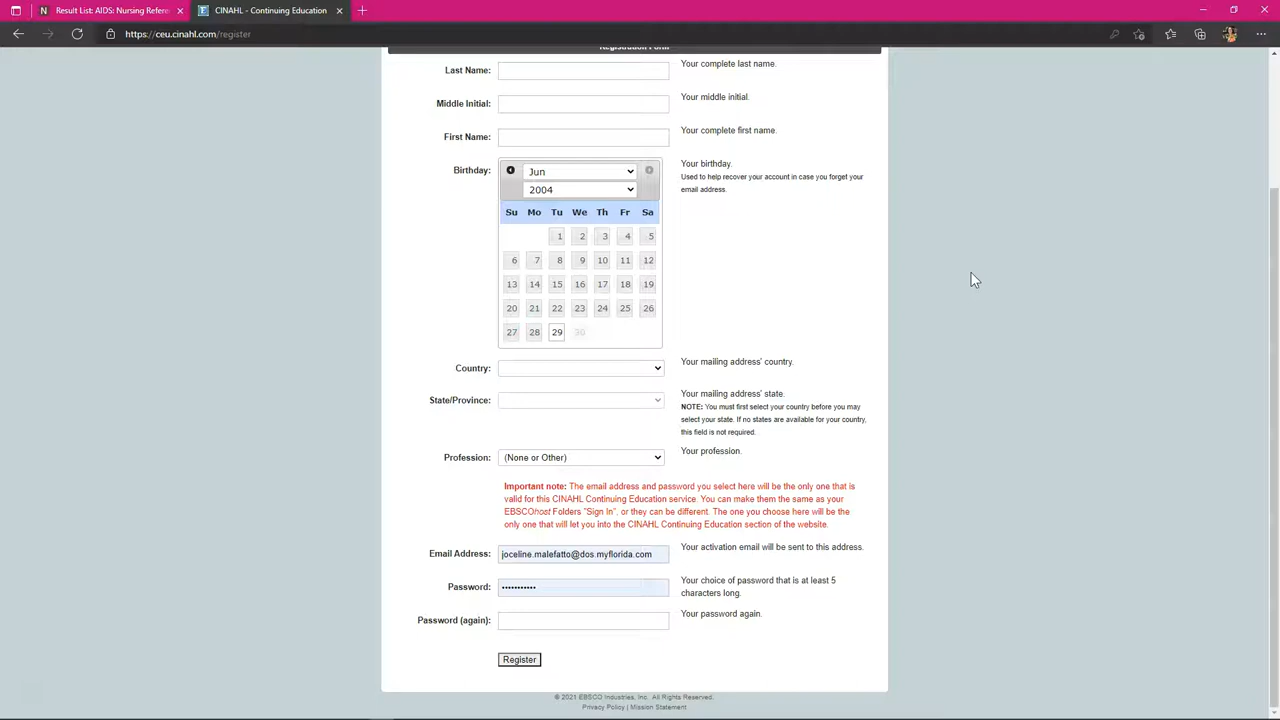 Result List: AIDS: Nursing Refere
CINAHL - Continuing Education
https://ceu.cinahl.com/register
Registration Form
Last Name:
Your complete last name.
Middle Initial:
Your middle initial.
First Name:
Your complete first name.
Birthday:
Jun
2004
Su Mo Tu We Th Fr Sa
1 2 3 4 5
6 7 8 9 10 11 12
13 14 15 16 17 18 19
20 21 22 23 24 25 26
27 28 29 30
Your birthday.
Used to help recover your account in case you forget your
email address.
Country:
Your mailing address' country.
State/Province:
Your mailing address' state.
NOTE: You must first select your country before you may
select your state. If no states are available for your country,
this field is not required.
Profession:
(None or Other)
Your profession.
Important note: The email address and password you select here will be the only one that is
valid for this CINAHL Continuing Education service. You can make them the same as your
EBSCOhost Folders "Sign In", or they can be different. The one you choose here will be the
only one that will let you into the CINAHL Continuing Education section of the website.
Email Address:
joceline.malefatto@dos.myflorida.com
Your activation email will be sent to this address.
Password:
•••••••••••
Your choice of password that is at least 5
characters long.
Password (again):
Your password again.
Register
© 2021 EBSCO Industries, Inc. All Rights Reserved.
Privacy Policy | Mission Statement